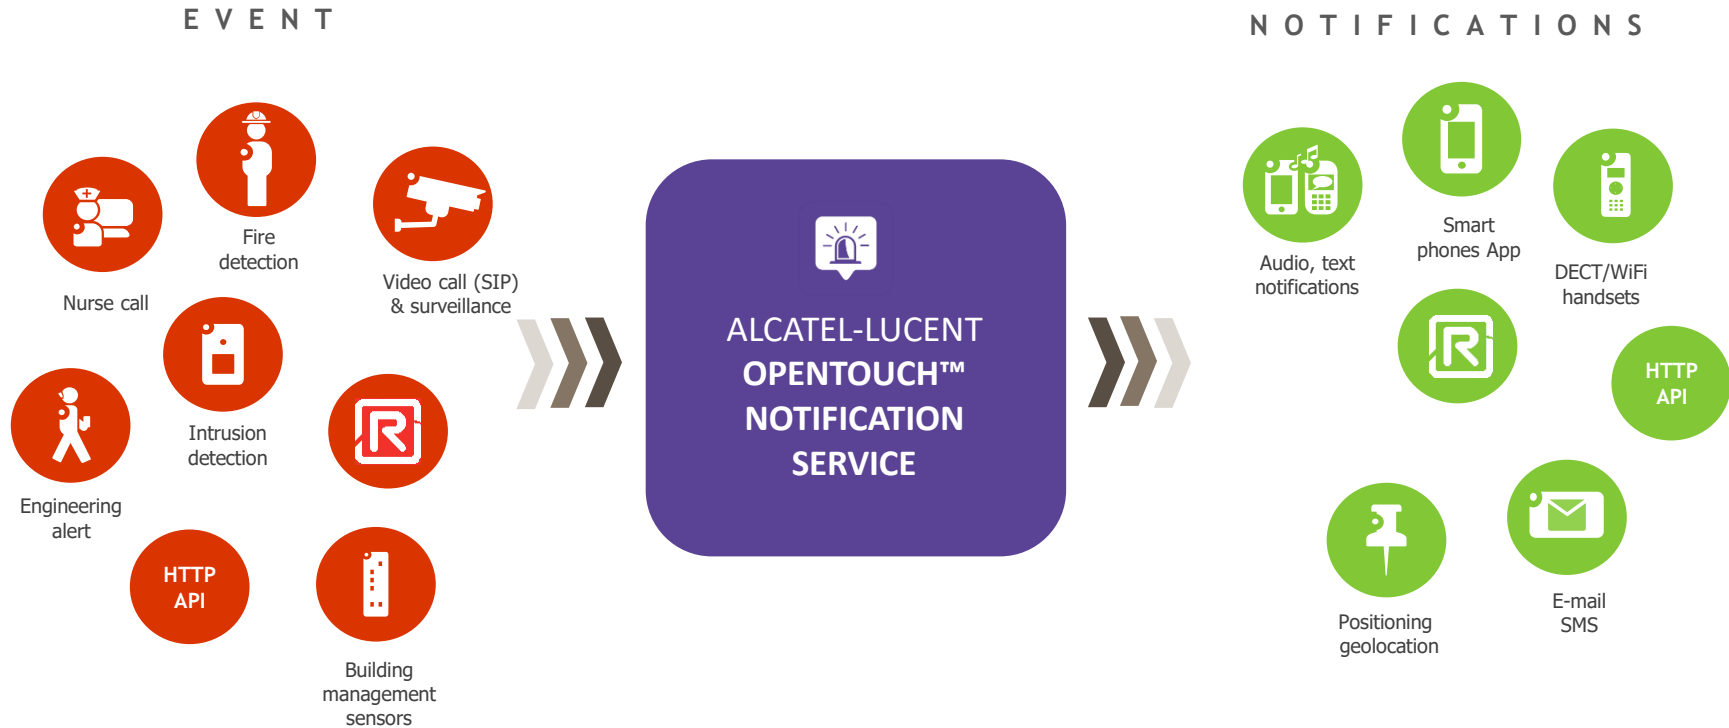 EVENT
NOTIFICATIONS
Fire
detection
Nurse call
Video call (SIP)
& surveillance
Intrusion
detection
R
Engineering
alert
HTTP
API
Building
management
sensors
ALCATEL-LUCENT
OPENTOUCH™
NOTIFICATION
SERVICE
Audio, text
notifications
Smart
phones App
DECT/WiFi
handsets
R
HTTP
API
Positioning
geolocation
E-mail
SMS